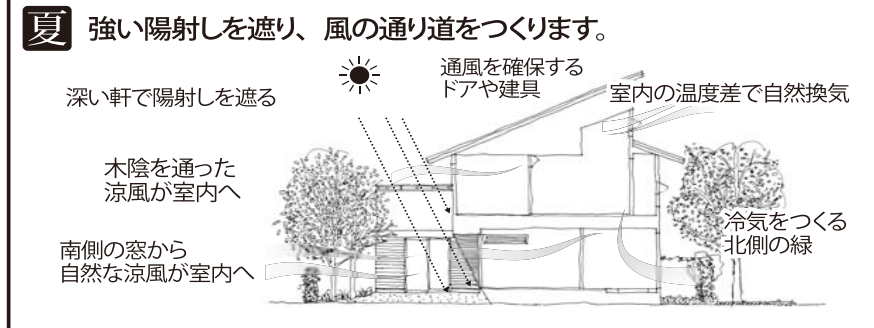 夏 強い陽射しを遮り、風の通り道をつくります。
深い軒で陽射しを遮る
通風を確保する
ドアや建具
室内の温度差で自然換気
木陰を通った
涼風が室内へ
冷気をつくる
北側の緑
南側の窓から
自然な涼風が室内へ